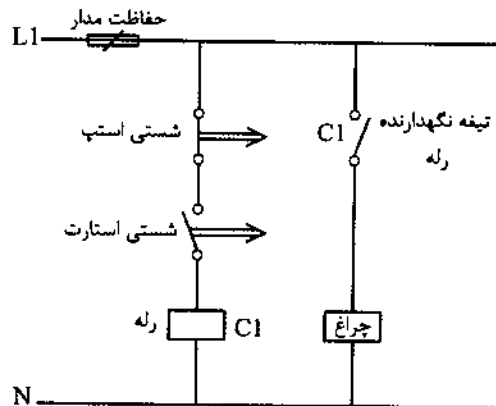 حفاظت مدار
L1
شستی استپ
C1
تیغه نگهدارنده
رله
شستی استارت
رله
C1
چراغ
N